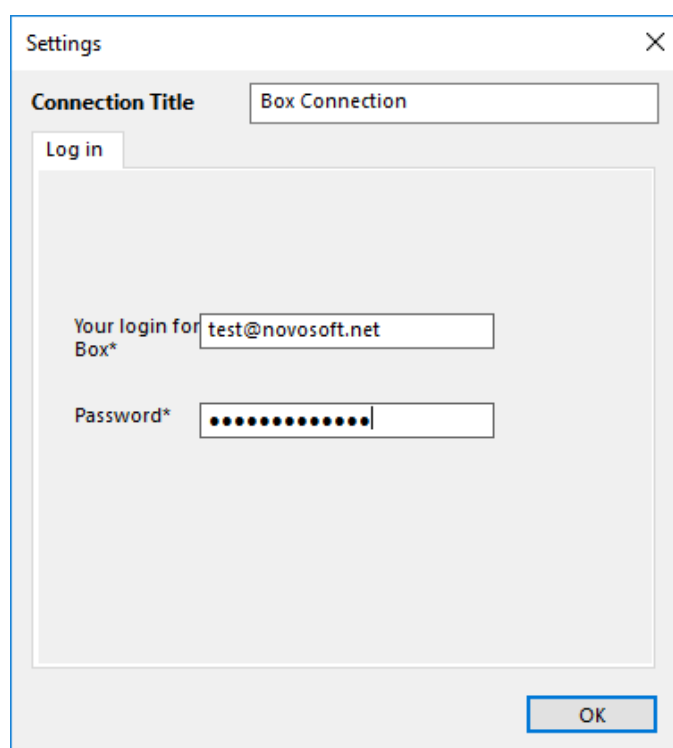 Settings
Connection Title
Box Connection
Log in
Your login for
Box*
test@novosoft.net
Password*
•••••••••••••
OK